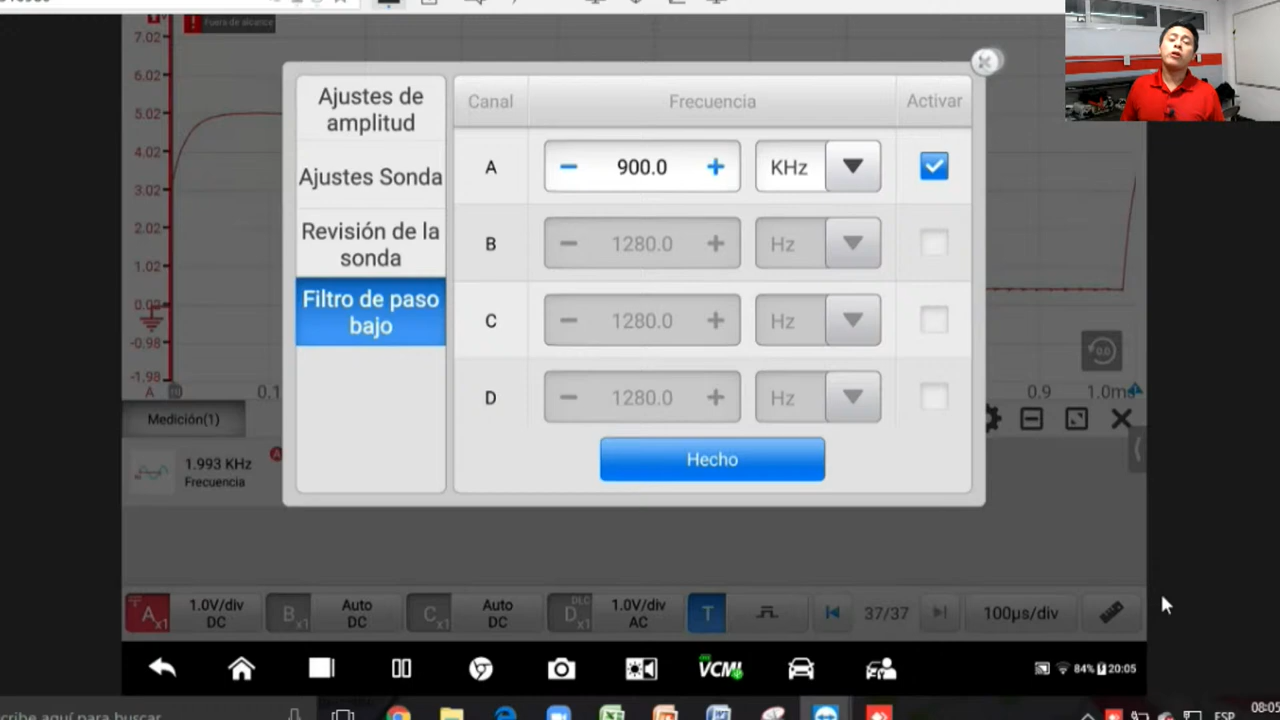 Fuera de alcance
7.02
6.02
5.02
4.02
3.02
2.02
1.02
0.02
-0.98
-1.98
A
0.1
0.9
1.0ms
Ajustes de
amplitud
Ajustes Sonda
Revisión de la
sonda
Filtro de paso
bajo
Canal Frecuencia Activar
A 900.0 KHz
B 1280.0 Hz
C 1280.0 Hz
D 1280.0 Hz
Hecho
Medición(1)
1.993 KHz A
Frecuencia
A x1 1.0V/div
DC
B x1 Auto
DC
C x1 Auto
DC
DLC
D x1 1.0V/div
AC
T
37/37
100µs/div
VCMI
84% 20:05
cribe aquí para buscar
ESP
08:05